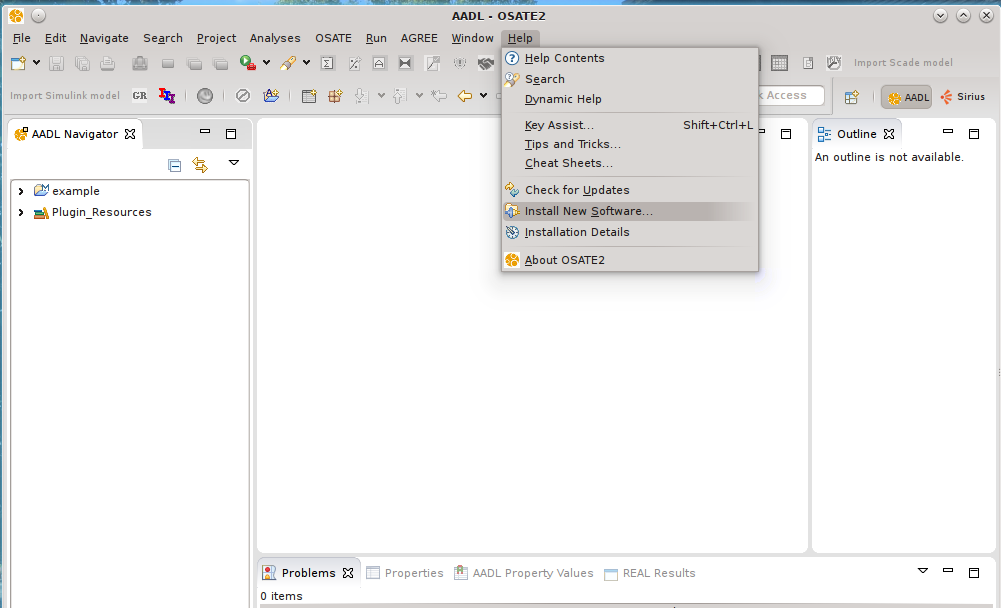 AADL - OSATE2
File Edit Navigate Search Project Analyses OSATE Run AGREE Window Help
Import Scade model
Import Simulink model GR Access AADL Sirius
AADL Navigator
example
Plugin_Resources
Help Contents
Search
Dynamic Help
Key Assist... Shift+Ctrl+L
Tips and Tricks...
Cheat Sheets...
Check for Updates
Install New Software...
Installation Details
About OSATE2
Outline
An outline is not available.
Problems Properties AADL Property Values REAL Results
0 items